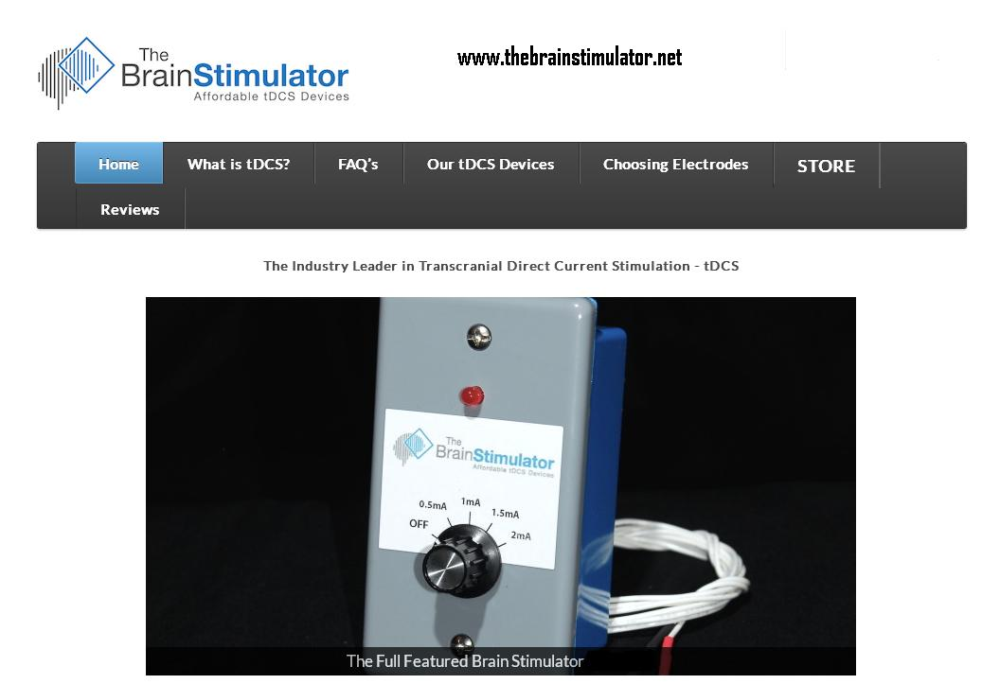 The
BrainStimulator
Affordable tDCS Devices
www.thebrainstimulator.net
Home What is tDCS? FAQ's Our tDCS Devices Choosing Electrodes STORE
Reviews
The Industry Leader in Transcranial Direct Current Stimulation - tDCS
The
BrainStimulator
Affordable tDCS Devices
OFF 0.5mA 1mA 1.5mA 2mA
The Full Featured Brain Stimulator